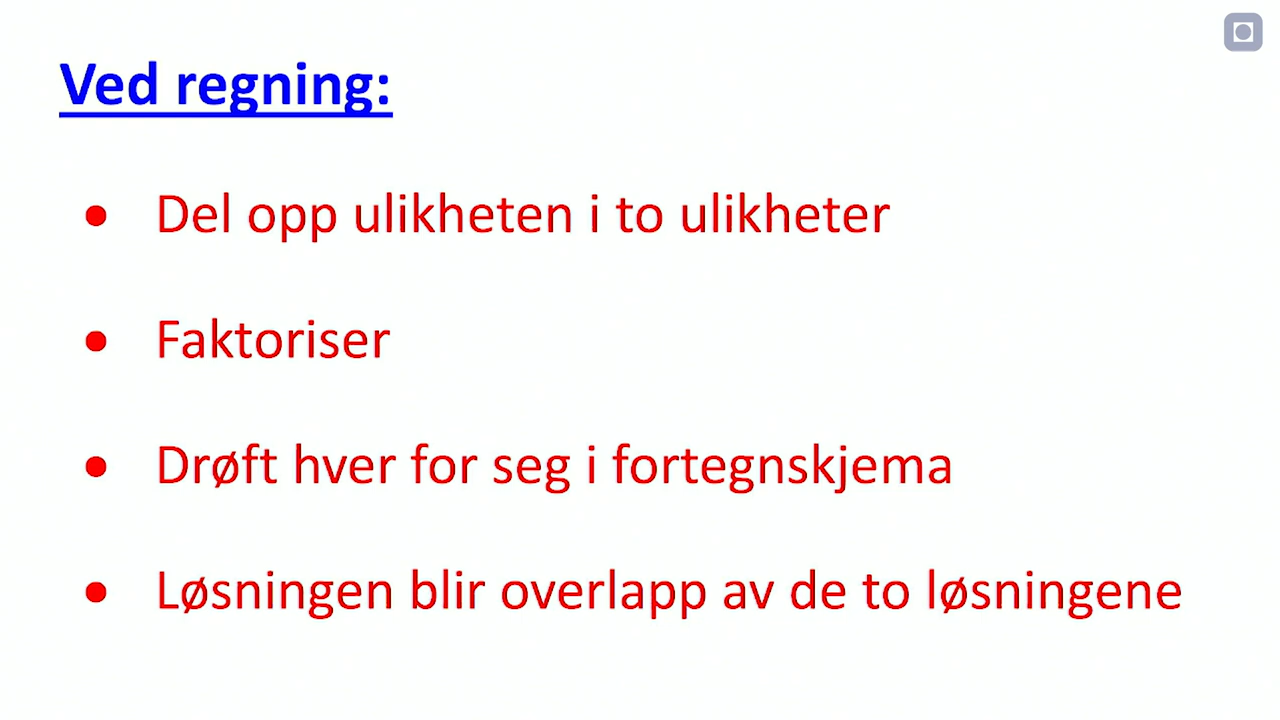 Ved regning:
• Del opp ulikheten i to ulikheter
• Faktoriser
• Drøft hver for seg i fortegnskjema
• Løsningen blir overlapp av de to løsningene